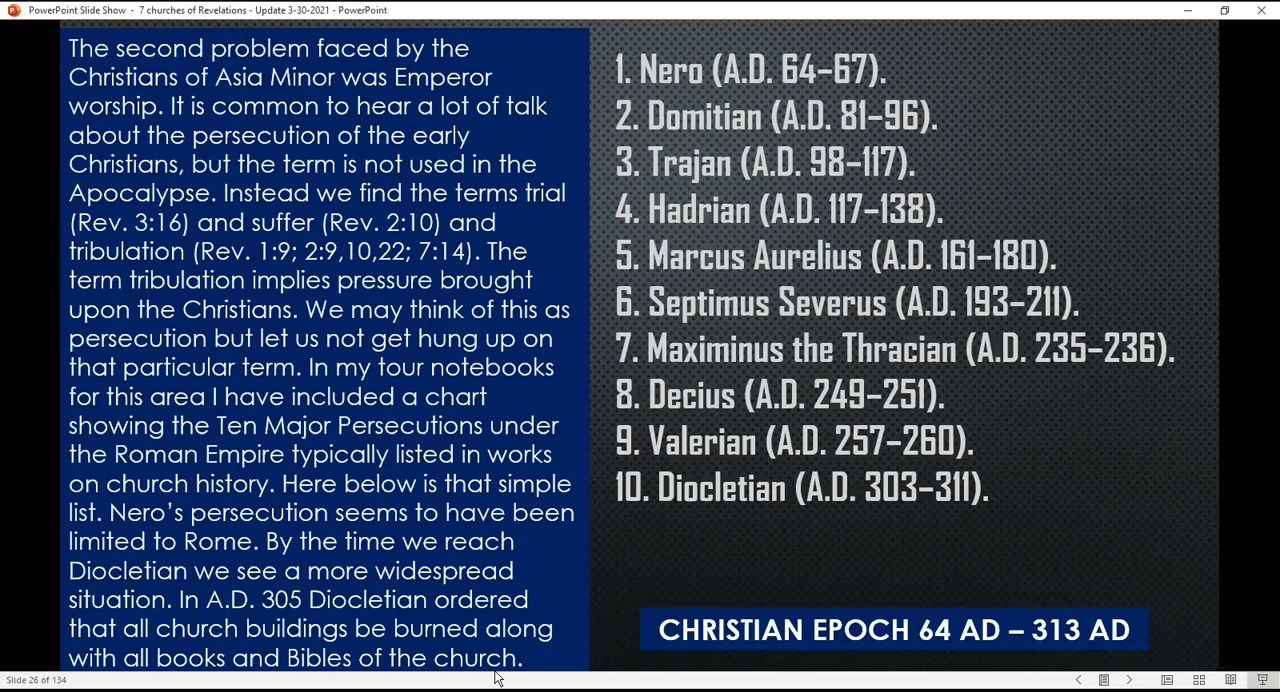 PowerPoint Slide Show - 7 churches of Revelations - Update 3-30-2021 - PowerPoint
The second problem faced by the
Christians of Asia Minor was Emperor
worship. It is common to hear a lot of talk
about the persecution of the early
Christians, but the term is not used in the
Apocalypse. Instead we find the terms trial
(Rev. 3:16) and suffer (Rev. 2:10) and
tribulation (Rev. 1:9; 2:9,10,22; 7:14). The
term tribulation implies pressure brought
upon the Christians. We may think of this as
persecution but let us not get hung up on
that particular term. In my tour notebooks
for this area I have included a chart
showing the Ten Major Persecutions under
the Roman Empire typically listed in works
on church history. Here below is that simple
list. Nero’s persecution seems to have been
limited to Rome. By the time we reach
Diocletian we see a more widespread
situation. In A.D. 305 Diocletian ordered
that all church buildings be burned along
with all books and Bibles of the church.
1. Nero (A.D. 64–67).
2. Domitian (A.D. 81–96).
3. Trajan (A.D. 98–117).
4. Hadrian (A.D. 117–138).
5. Marcus Aurelius (A.D. 161–180).
6. Septimus Severus (A.D. 193–211).
7. Maximinus the Thracian (A.D. 235–236).
8. Decius (A.D. 249–251).
9. Valerian (A.D. 257–260).
10. Diocletian (A.D. 303–311).
CHRISTIAN EPOCH 64 AD – 313 AD
Slide 26 of 134